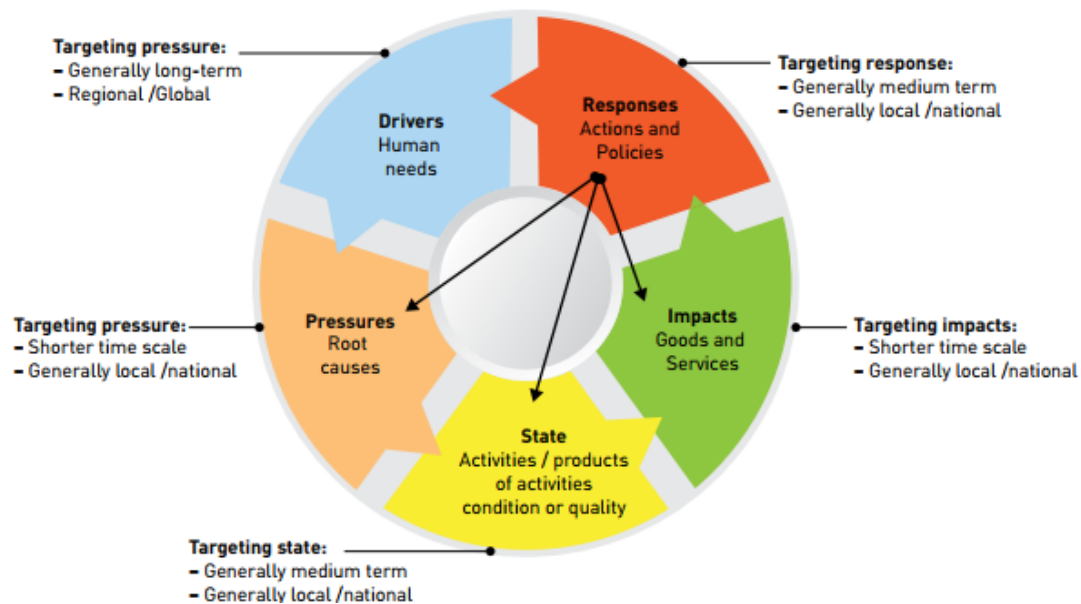 Targeting pressure:
– Generally long-term
– Regional /Global
Drivers
Human
needs
Responses
Actions and
Policies
Targeting response:
– Generally medium term
– Generally local /national
Targeting pressure:
– Shorter time scale
– Generally local /national
Pressures
Root
causes
Impacts
Goods and
Services
Targeting impacts:
– Shorter time scale
– Generally local /national
State
Activities / products
of activities
condition or quality
Targeting state:
– Generally medium term
– Generally local /national